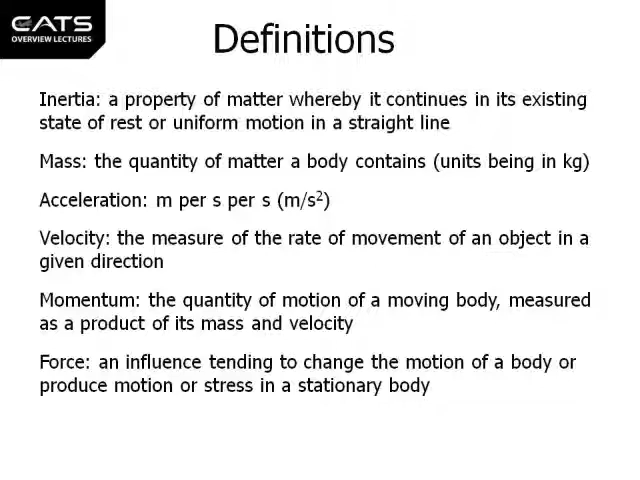 CATS
OVERVIEW LECTURES
Definitions
Inertia: a property of matter whereby it continues in its existing
state of rest or uniform motion in a straight line
Mass: the quantity of matter a body contains (units being in kg)
Acceleration: m per s per s (m/s²)
Velocity: the measure of the rate of movement of an object in a
given direction
Momentum: the quantity of motion of a moving body, measured
as a product of its mass and velocity
Force: an influence tending to change the motion of a body or
produce motion or stress in a stationary body